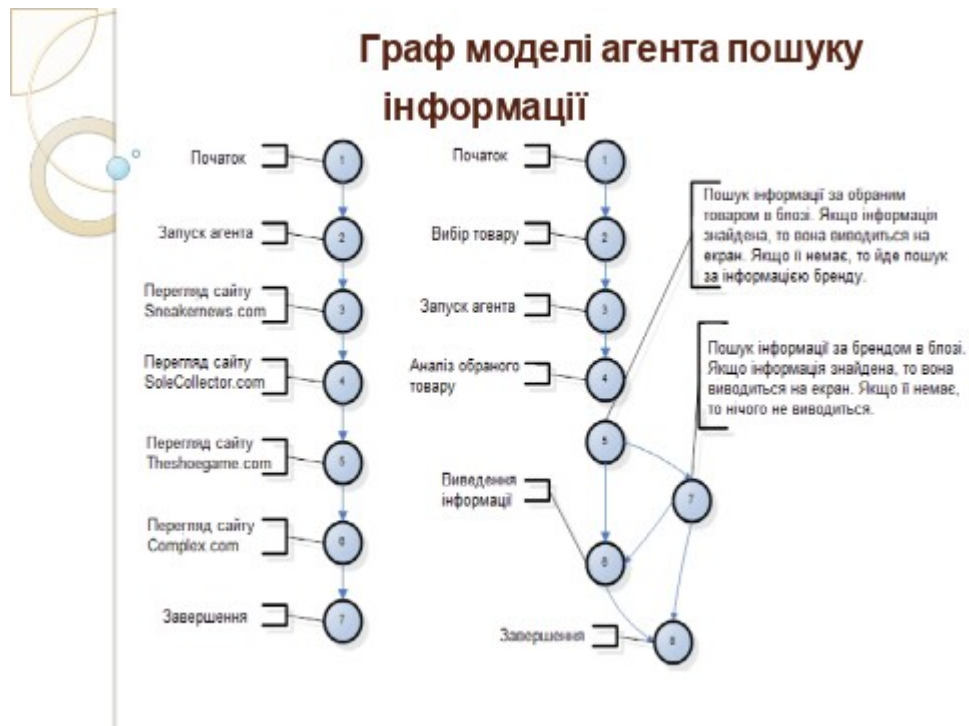 Граф моделі агента пошуку
інформації
Початок
1
Запуск агента
2
Перегляд сайту
Sneakernews.com
3
Перегляд сайту
SoleCollector.com
4
Перегляд сайту
Theshoegame.com
5
Перегляд сайту
Complex.com
6
Завершення
7
Початок
1
Вибір товару
2
Запуск агента
3
Аналіз обраного
товару
4
5
Пошук інформації за обраним
товаром в блозі. Якщо інформація
знайдена, то вона виводиться на
екран. Якщо її немає, то йде пошук
за інформацією бренду.
Пошук інформації за брендом в блозі.
Якщо інформація знайдена, то вона
виводиться на екран. Якщо її немає,
то нічого не виводиться.
7
Виведення
інформації
6
Завершення
8